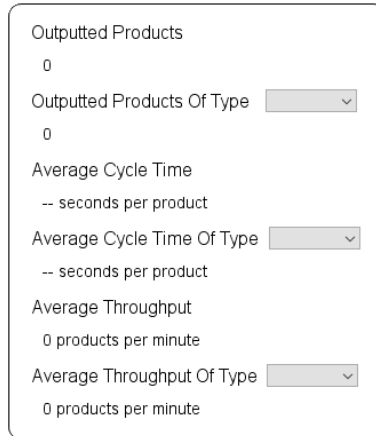 Outputted Products
0
Outputted Products Of Type
0
Average Cycle Time
-- seconds per product
Average Cycle Time Of Type
-- seconds per product
Average Throughput
0 products per minute
Average Throughput Of Type
0 products per minute